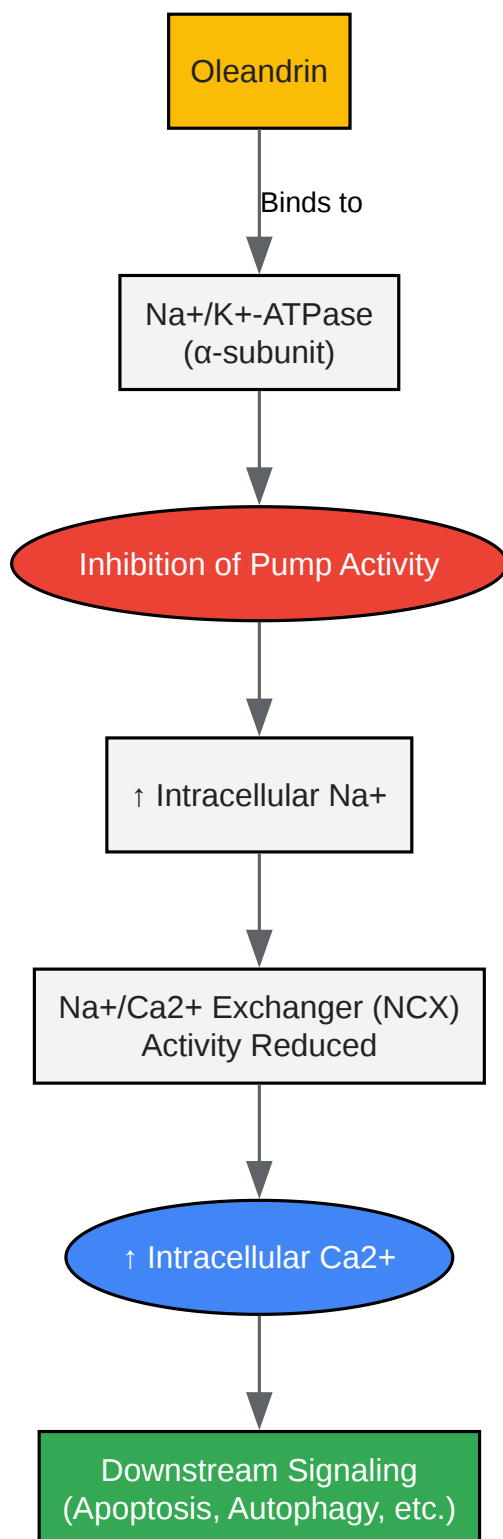 Oleandrin
Binds to
Na+/K+-ATPase
(α-subunit)
Inhibition of Pump Activity
↑ Intracellular Na+
Na+/Ca2+ Exchanger (NCX)
Activity Reduced
↑ Intracellular Ca2+
Downstream Signaling
(Apoptosis, Autophagy, etc.)